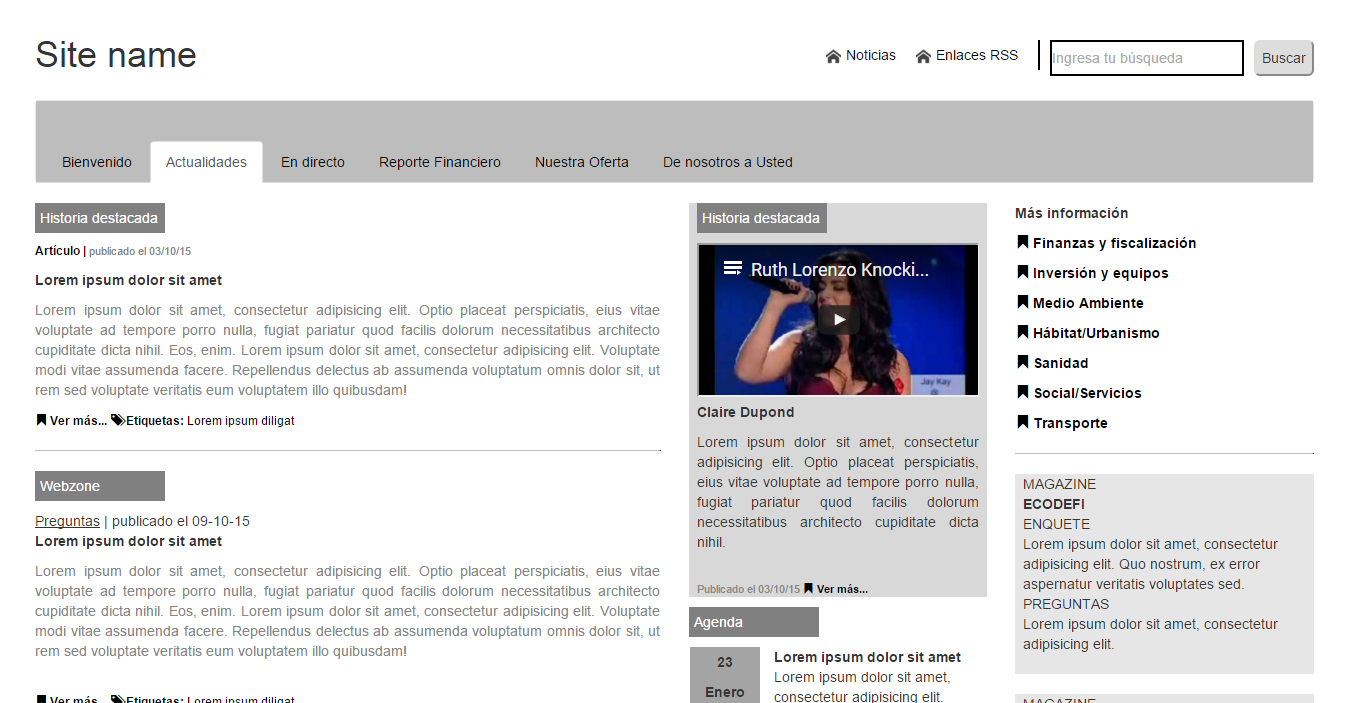 Site name
Noticias
Enlaces RSS
Ingresa tu búsqueda
Buscar
Bienvenido
Actualidades
En directo
Reporte Financiero
Nuestra Oferta
De nosotros a Usted
Historia destacada
Artículo | publicado el 03/10/15
Lorem ipsum dolor sit amet
Lorem ipsum dolor sit amet, consectetur adipisicing elit. Optio placeat perspiciatis, eius vitae
voluptate ad tempore porro nulla, fugiat pariatur quod facilis dolorum necessitatibus architecto
cupiditate dicta nihil. Eos, enim. Lorem ipsum dolor sit amet, consectetur adipisicing elit. Voluptate
modi vitae assumenda facere. Repellendus delectus ab assumenda voluptatum omnis dolor sit, ut
rem sed voluptate veritatis eum voluptatem illo quibusdam!
Ver más... Etiquetas: Lorem ipsum diligat
Webzone
Preguntas | publicado el 09-10-15
Lorem ipsum dolor sit amet
Lorem ipsum dolor sit amet, consectetur adipisicing elit. Optio placeat perspiciatis, eius vitae
voluptate ad tempore porro nulla, fugiat pariatur quod facilis dolorum necessitatibus architecto
cupiditate dicta nihil. Eos, enim. Lorem ipsum dolor sit amet, consectetur adipisicing elit. Voluptate
modi vitae assumenda facere. Repellendus delectus ab assumenda voluptatum omnis dolor sit, ut
rem sed voluptate veritatis eum voluptatem illo quibusdam!
Ver más... Etiquetas: Lorem ipsum diligat
Historia destacada
Ruth Lorenzo Knocki...
Jay Kay
@
Claire Dupond
Lorem ipsum dolor sit amet, consectetur
adipisicing elit. Optio placeat perspiciatis,
eius vitae voluptate ad tempore porro nulla,
fugiat pariatur quod facilis dolorum
necessitatibus architecto cupiditate dicta
nihil.
Publicado el 03/10/15 Ver más...
Agenda
23
Enero
Lorem ipsum dolor sit amet
Lorem ipsum dolor sit amet,
consectetur adipisicing elit.
Más información
Finanzas y fiscalización
Inversión y equipos
Medio Ambiente
Hábitat/Urbanismo
Sanidad
Social/Servicios
Transporte
MAGAZINE
ECODEFI
ENQUETE
Lorem ipsum dolor sit amet, consectetur
adipisicing elit. Quo nostrum, ex error
aspernatur veritatis voluptates sed.
PREGUNTAS
Lorem ipsum dolor sit amet, consectetur
adipisicing elit.
MAGAZINE